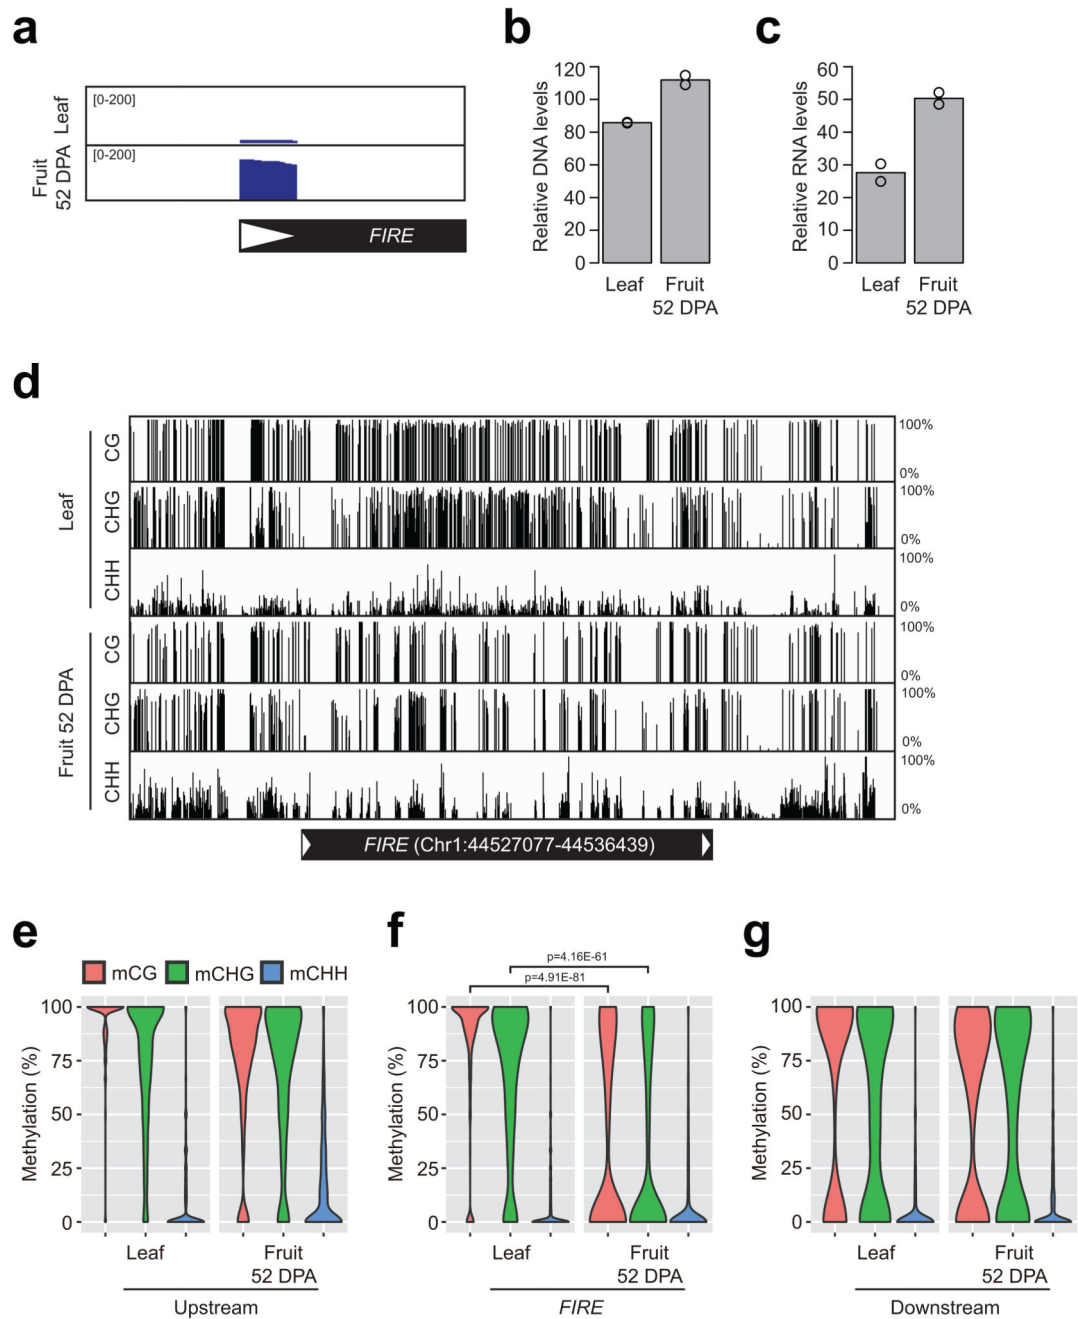 a
[0-200]
Leaf
[0-200]
Fruit
52 DPA
FIRE
b
Relative DNA levels
120
100
80
60
40
20
0
Leaf
Fruit
52 DPA
c
Relative RNA levels
60
50
40
30
20
10
0
Leaf
Fruit
52 DPA
d
Leaf
CG
100%
0%
CHG
100%
0%
CHH
100%
0%
Fruit 52 DPA
CG
100%
0%
CHG
100%
0%
CHH
100%
0%
FIRE (Chr1:44527077-44536439)
e
mCG mCHG mCHH
Methylation (%)
100
75
50
25
0
Leaf
Fruit
52 DPA
Upstream
f
p=4.16E-61
p=4.91E-81
Methylation (%)
100
75
50
25
0
Leaf
Fruit
52 DPA
FIRE
g
Methylation (%)
100
75
50
25
0
Leaf
Fruit
52 DPA
Downstream